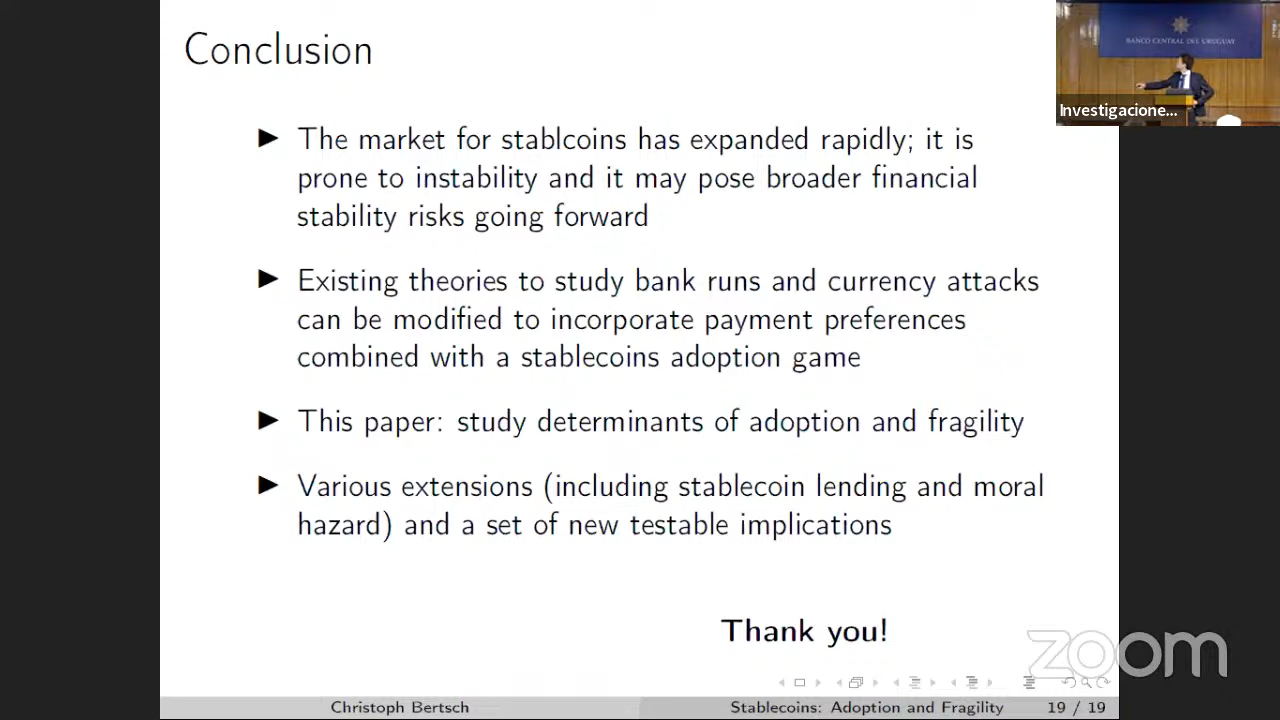 Conclusion
BANCO CENTRAL DEL URUGUAY
Investigacione...
▶ The market for stablcoins has expanded rapidly; it is
prone to instability and it may pose broader financial
stability risks going forward
▶ Existing theories to study bank runs and currency attacks
can be modified to incorporate payment preferences
combined with a stablecoins adoption game
▶ This paper: study determinants of adoption and fragility
▶ Various extensions (including stablecoin lending and moral
hazard) and a set of new testable implications
Thank you!
zoom
Christoph Bertsch Stablecoins: Adoption and Fragility 19 / 19